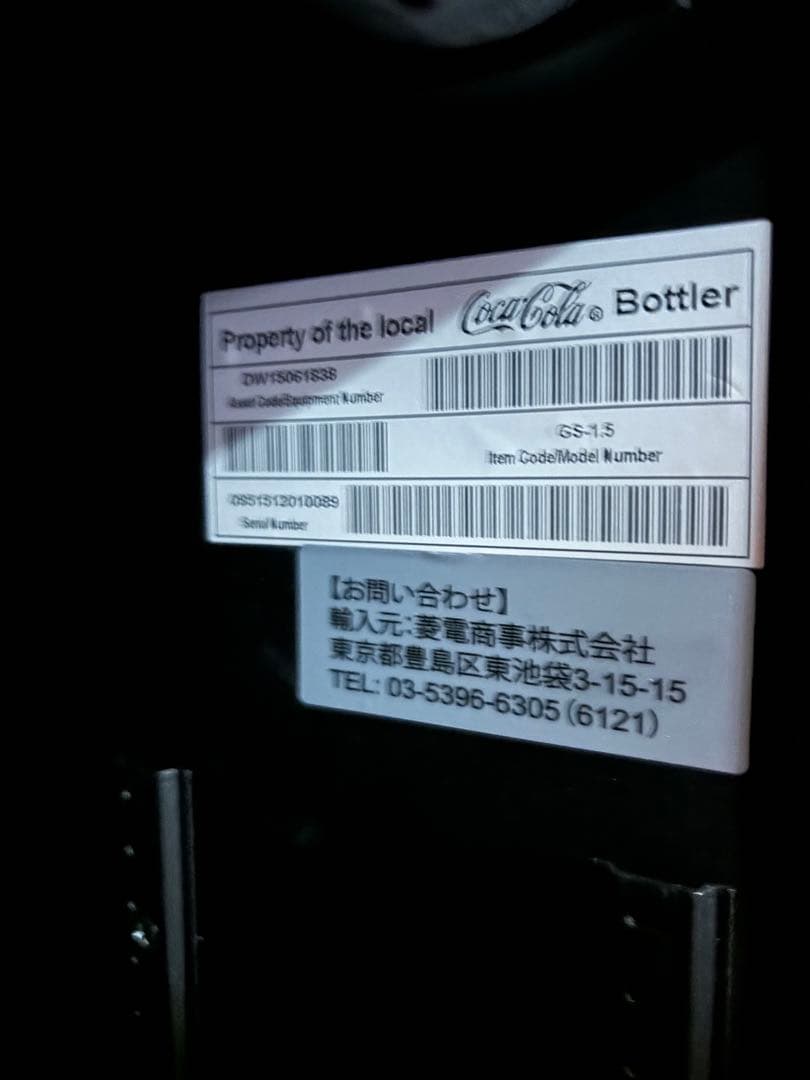 Property of the local Coca-Cola® Bottler
DW15061838
Asset Code/Equipment Number
GS-1.5
Item Code/Model Number
Serial Number
【お問い合わせ】
輸入元:菱電商事株式会社
東京都豊島区東池袋3-15-15
TEL: 03-5396-6305(6121)